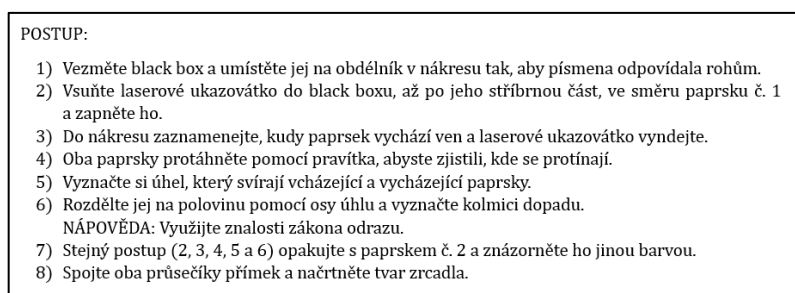 POSTUP:
1) Vezměte black box a umístěte jej na obdélník v nákresu tak, aby písmena odpovídala rohům.
2) Vsuňte laserové ukazovátko do black boxu, až po jeho stříbrnou část, ve směru paprsku č. 1
a zapněte ho.
3) Do nákresu zaznamenejte, kudy paprsek vychází ven a laserové ukazovátko vyndejte.
4) Oba paprsky protáhněte pomocí pravítka, abyste zjistili, kde se protínají.
5) Vyznačte si úhel, který svírají vcházející a vycházející paprsky.
6) Rozdělte jej na polovinu pomocí osy úhlu a vyznačte kolmici dopadu.
NÁPOVĚDA: Využijte znalosti zákona odrazu.
7) Stejný postup (2, 3, 4, 5 a 6) opakujte s paprskem č. 2 a znázorněte ho jinou barvou.
8) Spojte oba průsečíky přímek a načrtněte tvar zrcadla.